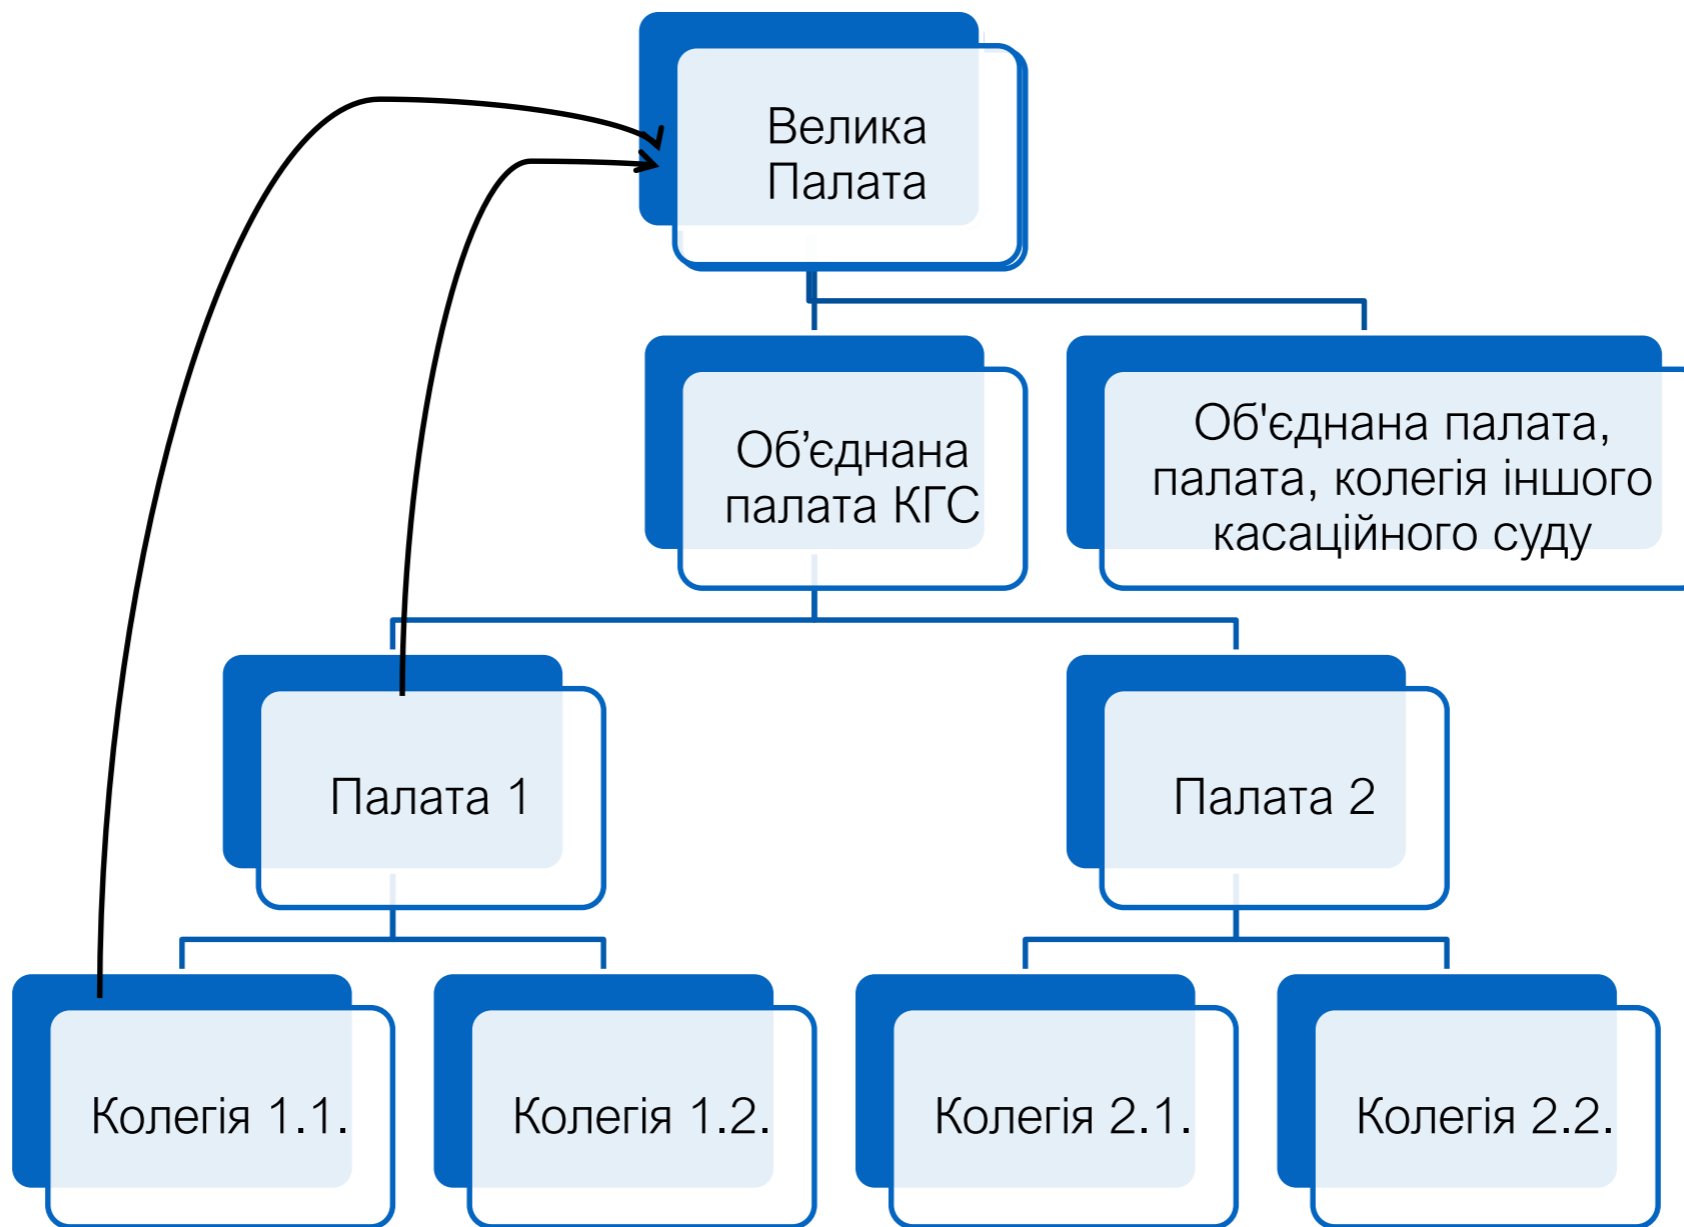 Велика
Палата
Об’єднана
палата КГС
Об'єднана палата,
палата, колегія іншого
касаційного суду
Палата 1
Палата 2
Колегія 1.1.
Колегія 1.2.
Колегія 2.1.
Колегія 2.2.